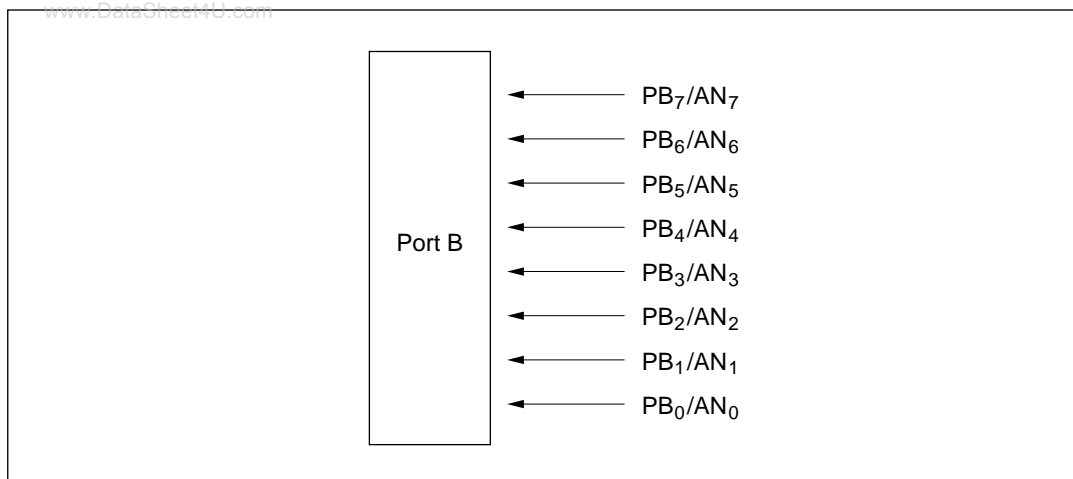 www.DataSheet4U.com
PB₇/AN₇
PB₆/AN₆
PB₅/AN₅
PB₄/AN₄
Port B
PB₃/AN₃
PB₂/AN₂
PB₁/AN₁
PB₀/AN₀